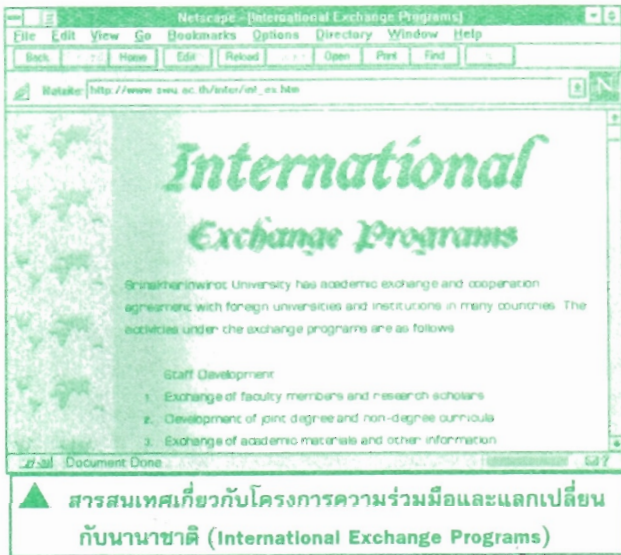 Netscape - [International Exchange Programs]
File Edit View Go Bookmarks Options Directory Window Help
Back Home Edit Reload Open Print Find
http://www.swu.ac.th/inter/int_ex.htm
N
International
Exchange Programs
Srinakharinwirot University has academic exchange and cooperation
agreement with foreign universities and institutions in many countries. The
activities under the exchange programs are as follows
Staff Development
1. Exchange of faculty members and research scholars
2. Development of joint degree and non-degree curricula
3. Exchange of academic materials and other information
Document Done
สารสนเทศเกี่ยวกับโครงการความร่วมมือและแลกเปลี่ยน
กับนานาชาติ (International Exchange Programs)